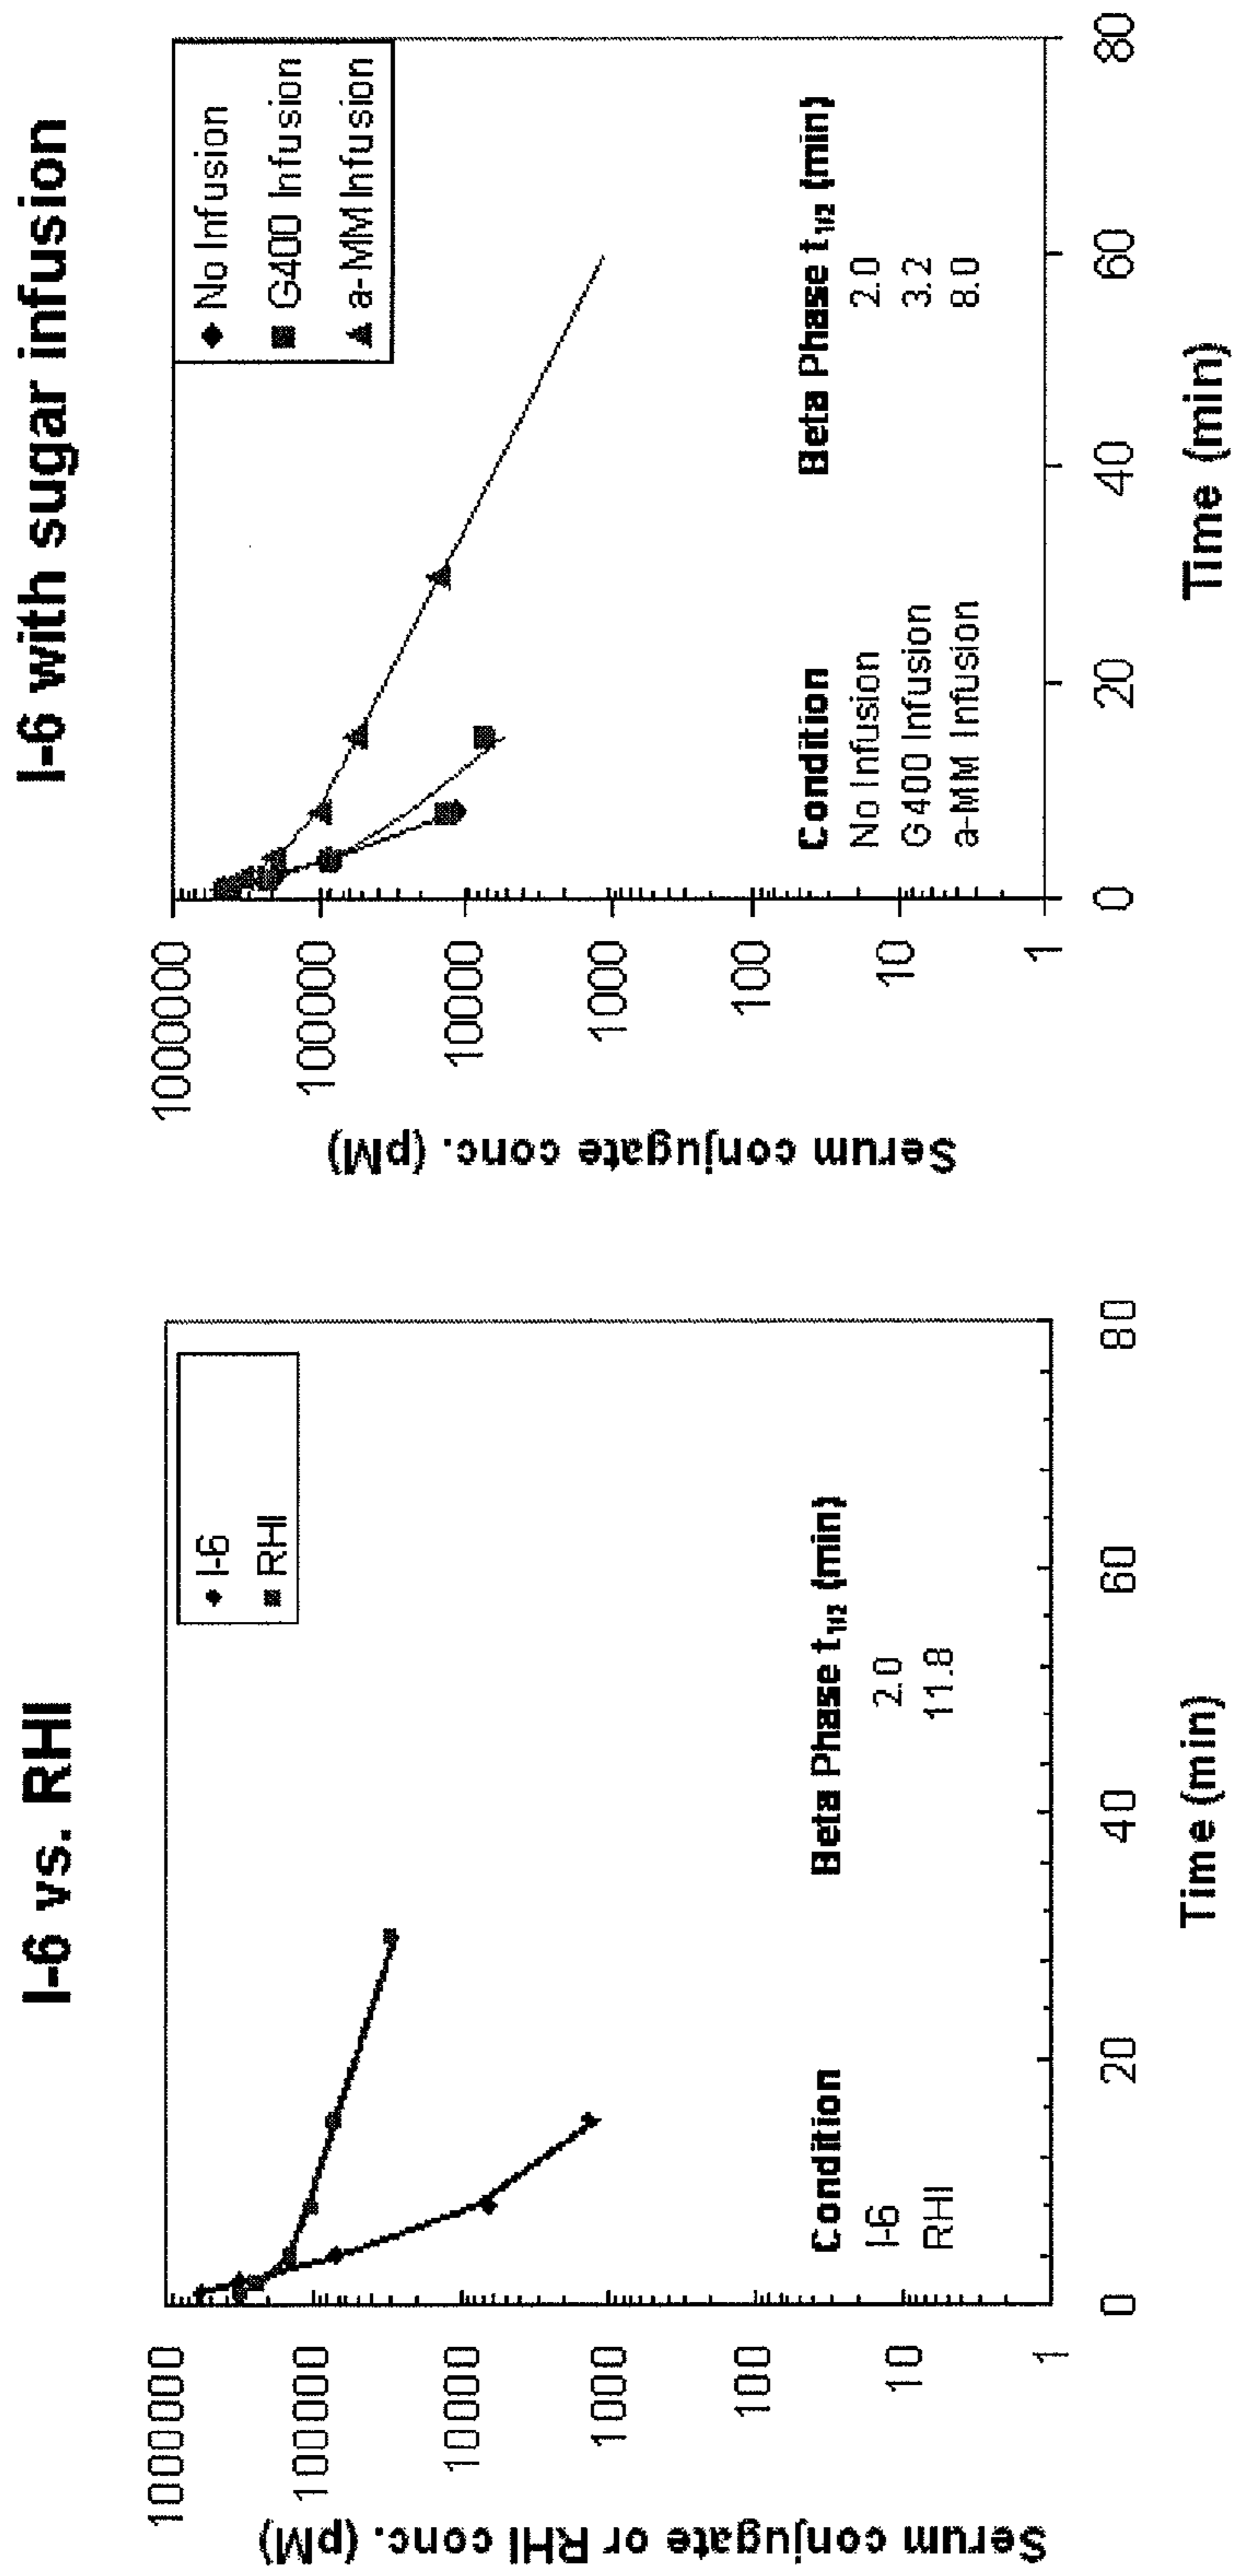 I-6 vs. RHI
Serum conjugate or RHI conc. (pM)
1000000
100000
10000
1000
100
10
1
I-6
RHI
Condition Beta Phase t1/2 (min)
I-6 2.0
RHI 11.8
0 20 40 60 80
Time (min)
I-6 with sugar infusion
Serum conjugate conc. (pM)
1000000
100000
10000
1000
100
10
1
No Infusion
G400 Infusion
a-MM Infusion
Condition Beta Phase t1/2 (min)
No Infusion 2.0
G400 Infusion 3.2
a-MM Infusion 8.0
0 20 40 60 80
Time (min)